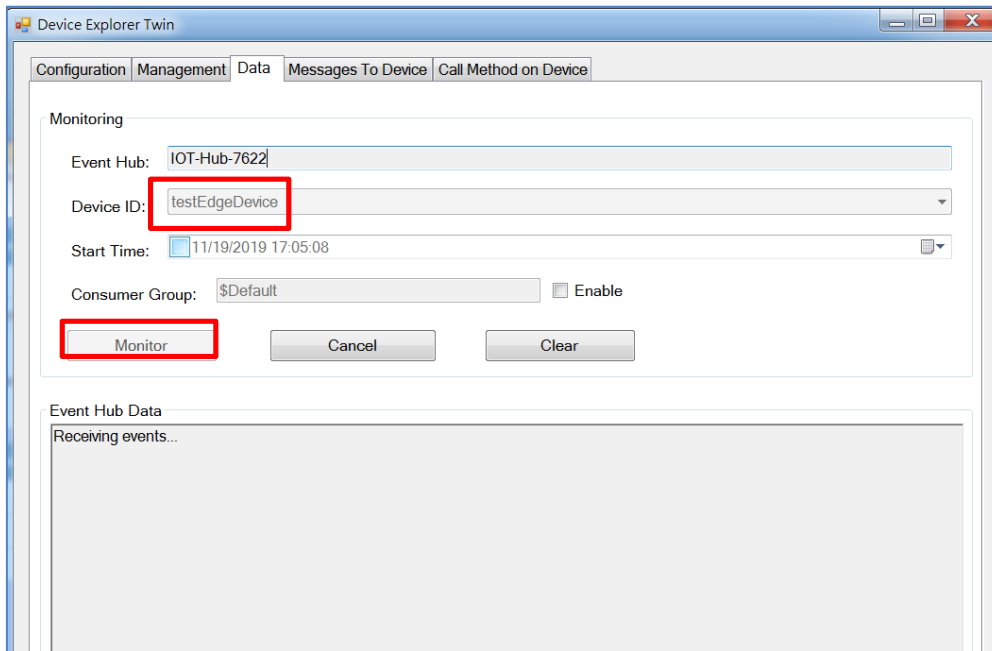 Device Explorer Twin
Configuration Management Data Messages To Device Call Method on Device
Monitoring
Event Hub: IOT-Hub-7622
Device ID: testEdgeDevice
Start Time: 11/19/2019 17:05:08
Consumer Group: $Default Enable
Monitor Cancel Clear
Event Hub Data
Receiving events...